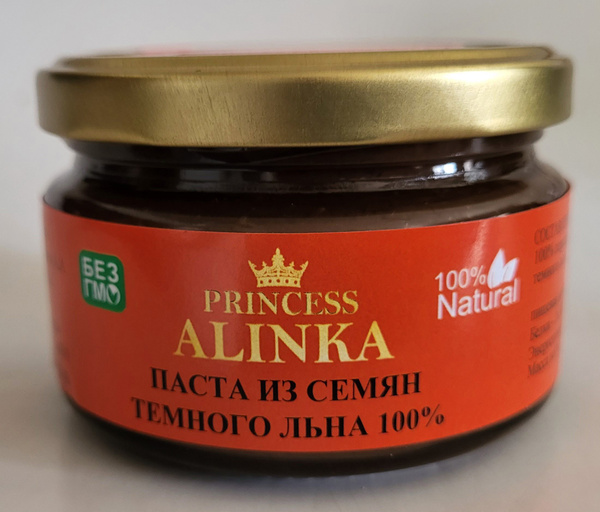 БЕЗ
ГМО
PRINCESS
ALINKA
100%
Natural
ПАСТА ИЗ СЕМЯН
ТЕМНОГО ЛЬНА 100%